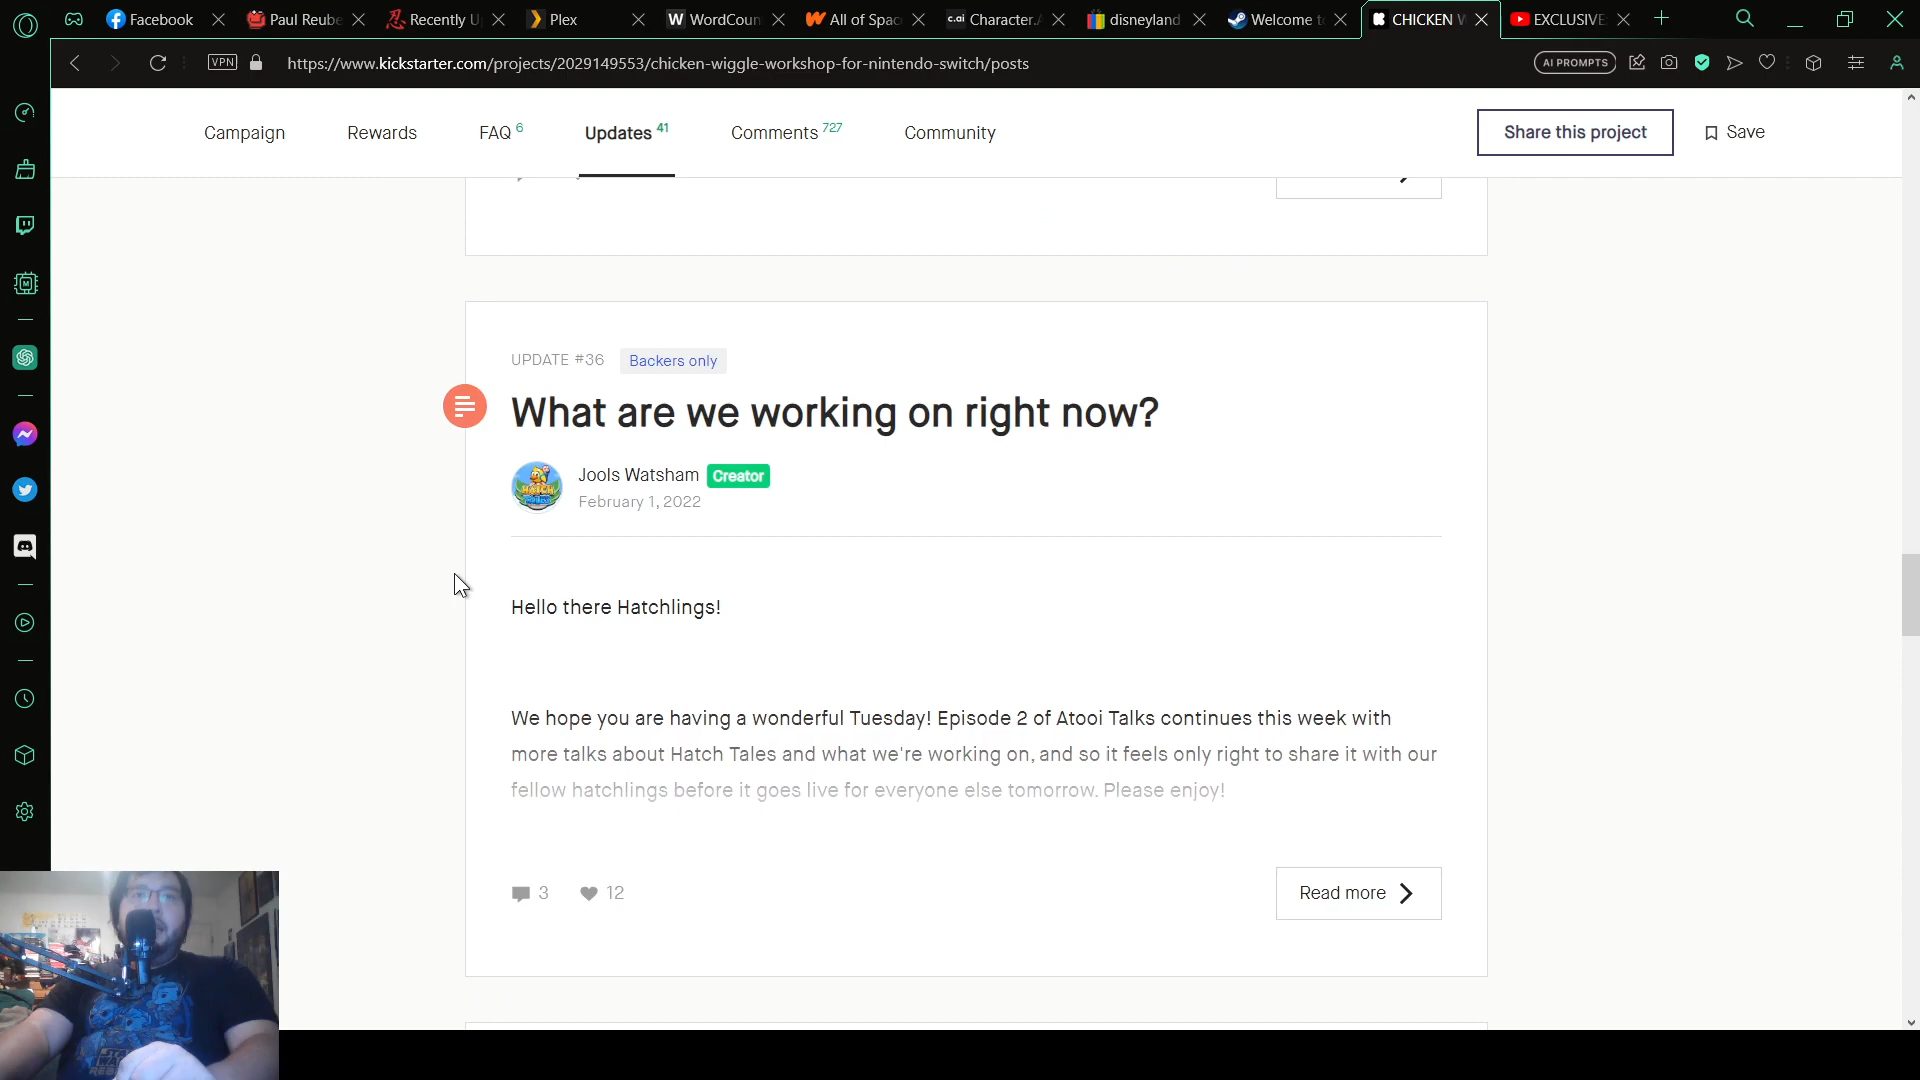 Facebook
Paul Reube
Recently U
Plex
WordCoun
All of Spac
Character.
disneyland
Welcome t
CHICKEN W
EXCLUSIVE
VPN
https://www.kickstarter.com/projects/2029149553/chicken-wiggle-workshop-for-nintendo-switch/posts
AI PROMPTS
Campaign
Rewards
FAQ 6
Updates 41
Comments 727
Community
Share this project
Save
UPDATE #36 Backers only
What are we working on right now?
Jools Watsham Creator
February 1, 2022
Hello there Hatchlings!
We hope you are having a wonderful Tuesday! Episode 2 of Atooi Talks continues this week with
more talks about Hatch Tales and what we're working on, and so it feels only right to share it with our
fellow hatchlings before it goes live for everyone else tomorrow. Please enjoy!
3 12
Read more